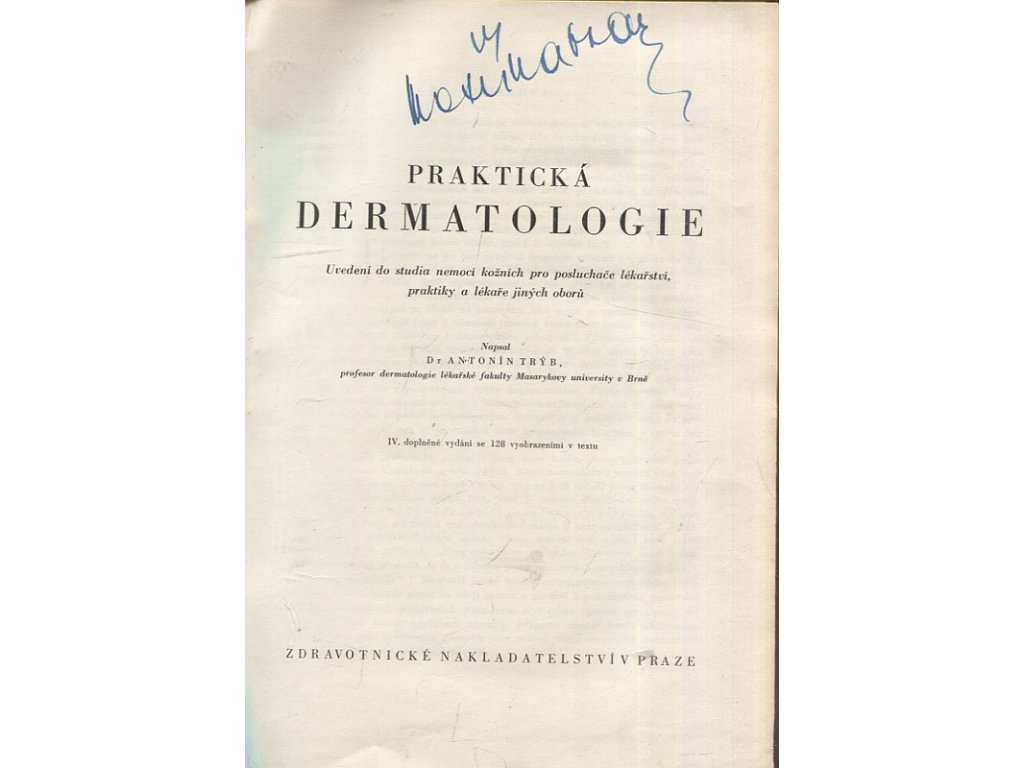 PRAKTICKÁ
DERMATOLOGIE
Uvedení do studia nemocí kožních pro posluchače lékařství,
praktiky a lékaře jiných oborů
Napsal
Dr ANTONÍN TRÝB,
profesor dermatologie lékařské fakulty Masarykovy university v Brně
IV. doplněné vydání se 128 vyobrazeními v textu
ZDRAVOTNICKÉ NAKLADATELSTVÍ V PRAZE